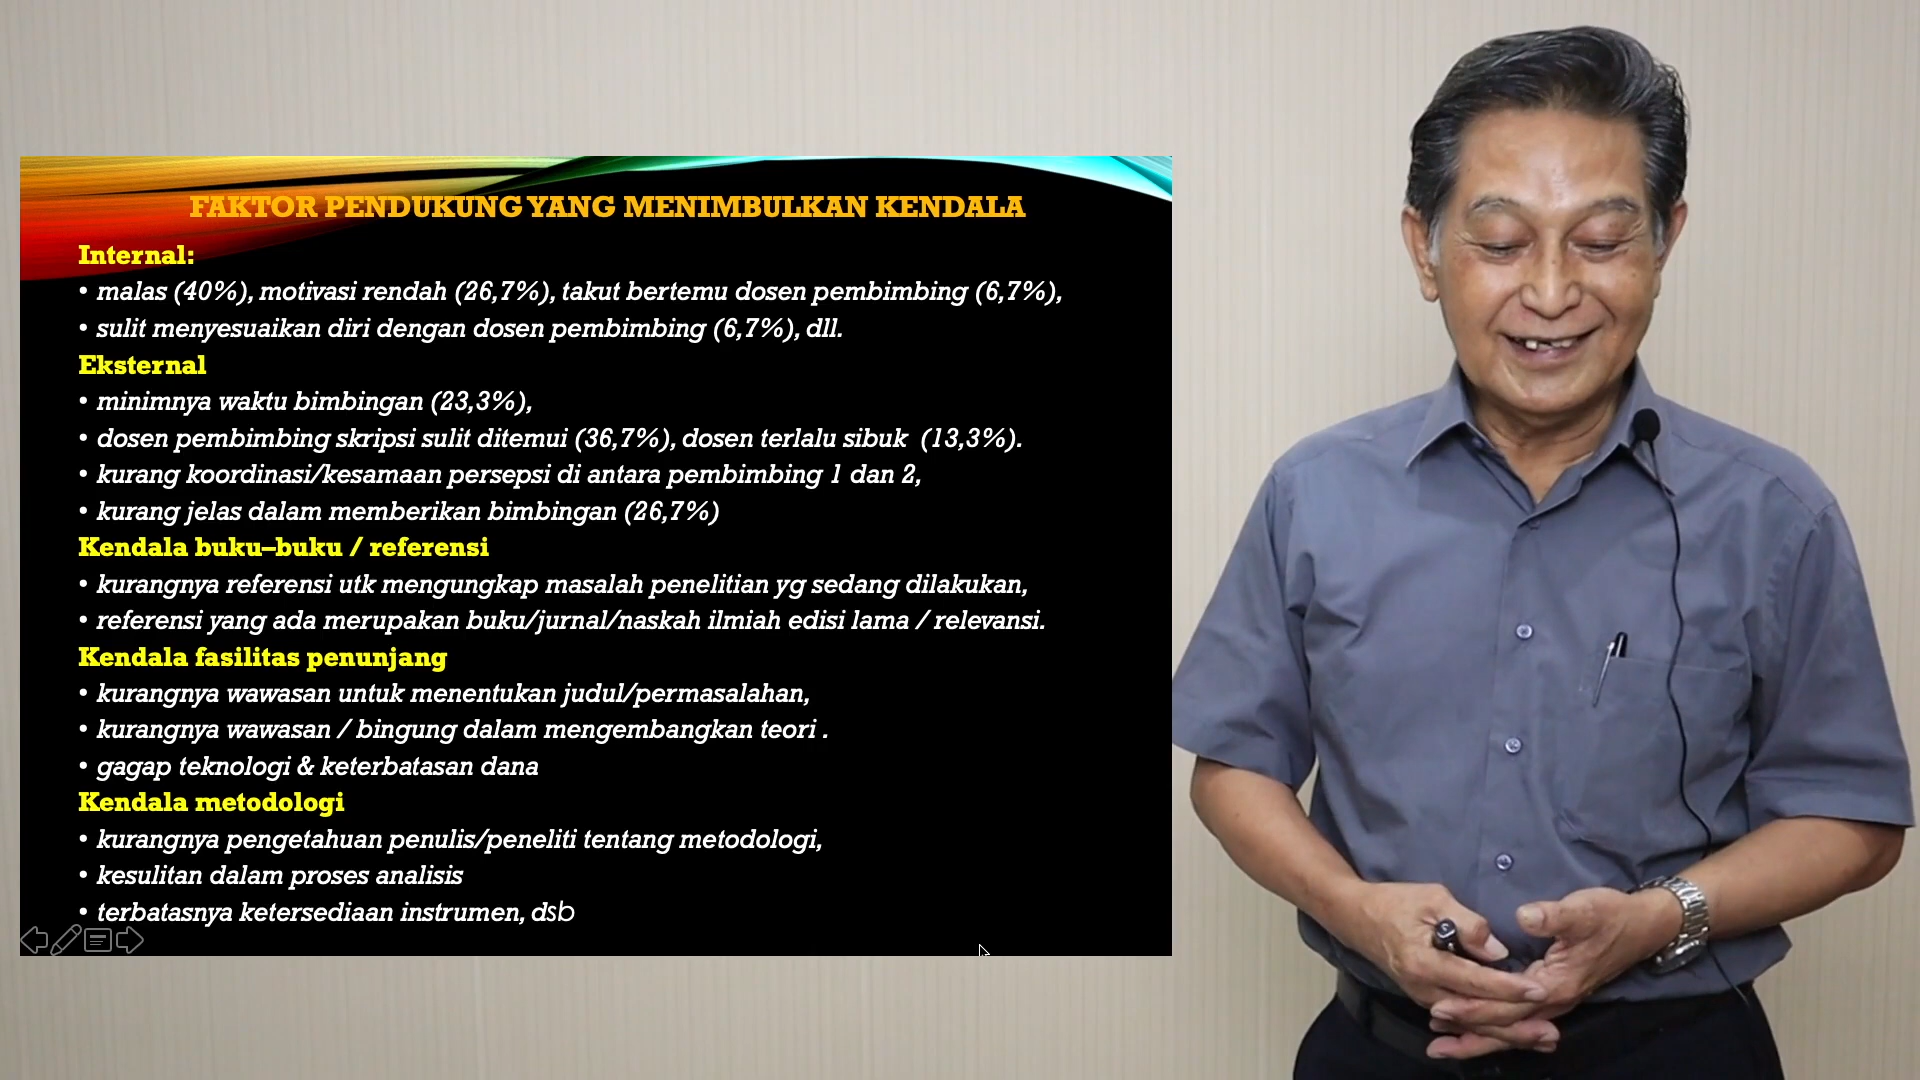 FAKTOR PENDUKUNG YANG MENIMBULKAN KENDALA
Internal:
• malas (40%), motivasi rendah (26,7%), takut bertemu dosen pembimbing (6,7%),
• sulit menyesuaikan diri dengan dosen pembimbing (6,7%), dll.
Eksternal
• minimnya waktu bimbingan (23,3%),
• dosen pembimbing skripsi sulit ditemui (36,7%), dosen terlalu sibuk (13,3%).
• kurang koordinasi/kesamaan persepsi di antara pembimbing 1 dan 2,
• kurang jelas dalam memberikan bimbingan (26,7%)
Kendala buku–buku / referensi
• kurangnya referensi utk mengungkap masalah penelitian yg sedang dilakukan,
• referensi yang ada merupakan buku/jurnal/naskah ilmiah edisi lama / relevansi.
Kendala fasilitas penunjang
• kurangnya wawasan untuk menentukan judul/permasalahan,
• kurangnya wawasan / bingung dalam mengembangkan teori .
• gagap teknologi & keterbatasan dana
Kendala metodologi
• kurangnya pengetahuan penulis/peneliti tentang metodologi,
• kesulitan dalam proses analisis
• terbatasnya ketersediaan instrumen, dsb